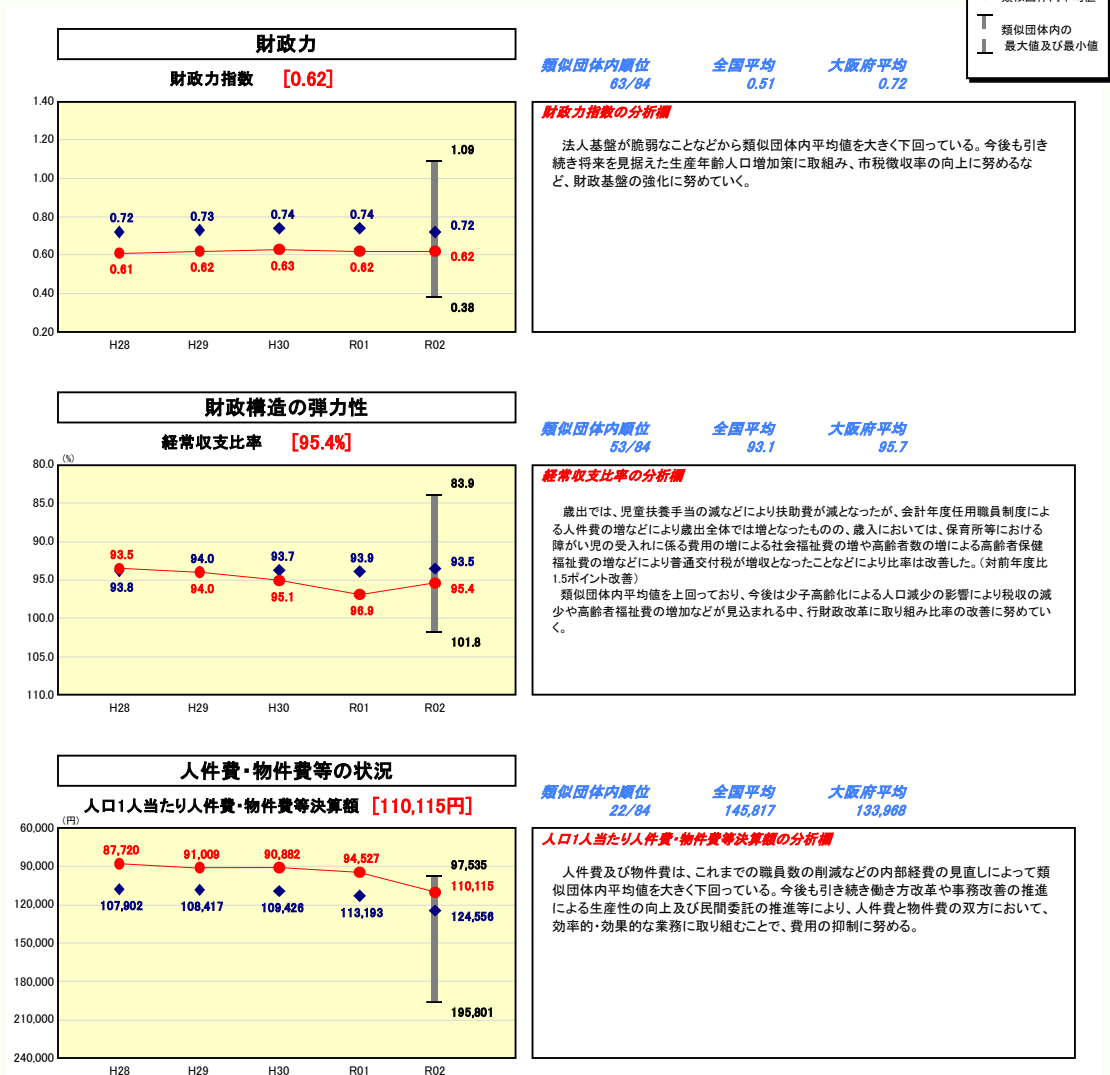 類似団体内の
最大値及び最小値
財政力
財政力指数 [0.62]
類似団体内順位 全国平均 大阪府平均
63/84 0.51 0.72
1.40
1.20
1.00
0.80
0.60
0.40
0.20
1.09
0.72 0.73 0.74 0.74 0.72
0.61 0.62 0.63 0.62 0.62
0.38
H28 H29 H30 R01 R02
財政力指数の分析欄
法人基盤が脆弱なことなどから類似団体内平均値を大きく下回っている。今後も引き
続き将来を見据えた生産年齢人口増加策に取組み、市税徴収率の向上に努めるな
ど、財政基盤の強化に努めていく。
財政構造の弾力性
経常収支比率 [95.4%]
類似団体内順位 全国平均 大阪府平均
53/84 93.1 95.7
(%)
80.0
85.0
90.0
95.0
100.0
105.0
110.0
83.9
93.5 94.0 93.7 93.9 93.5
93.8 94.0 95.1 96.9 95.4
101.8
H28 H29 H30 R01 R02
経常収支比率の分析欄
歳出では、児童扶養手当の減などにより扶助費が減となったが、会計年度任用職員制度によ
る人件費の増などにより歳出全体では増となったものの、歳入においては、保育所等における
障がい児の受入れに係る費用の増による社会福祉費の増や高齢者数の増による高齢者保健
福祉費の増などにより普通交付税が増収となったことなどにより比率は改善した。(対前年度比
1.5ポイント改善)
類似団体内平均値を上回っており、今後は少子高齢化による人口減少の影響により税収の減
少や高齢者福祉費の増加などが見込まれる中、行財政改革に取り組み比率の改善に努めてい
く。
人件費・物件費等の状況
人口1人当たり人件費・物件費等決算額 [110,115円]
類似団体内順位 全国平均 大阪府平均
22/84 145,817 133,968
(円)
60,000
90,000
120,000
150,000
180,000
210,000
240,000
87,720 91,009 90,882 94,527 97,535
110,115
107,902 108,417 109,426 113,193 124,556
195,801
H28 H29 H30 R01 R02
人口1人当たり人件費・物件費等決算額の分析欄
人件費及び物件費は、これまでの職員数の削減などの内部経費の見直しによって類
似団体内平均値を大きく下回っている。今後も引き続き働き方改革や事務改善の推進
による生産性の向上及び民間委託の推進等により、人件費と物件費の双方において、
効率的・効果的な業務に取り組むことで、費用の抑制に努める。